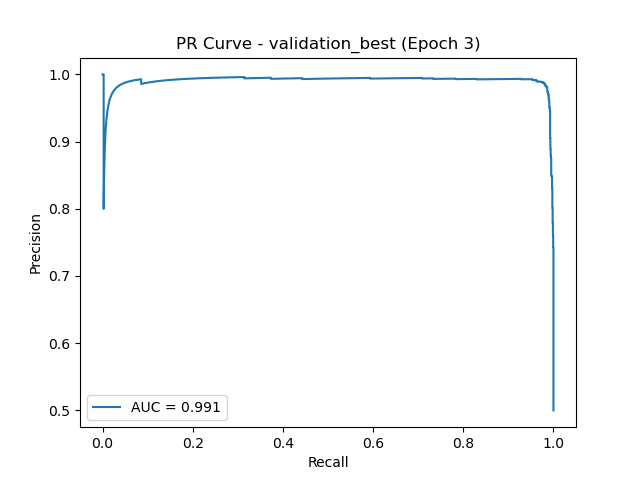 PR Curve - validation_best (Epoch 3)
1.0
0.9
0.8
0.7
0.6
0.5
Precision
AUC = 0.991
0.0 0.2 0.4 0.6 0.8 1.0
Recall